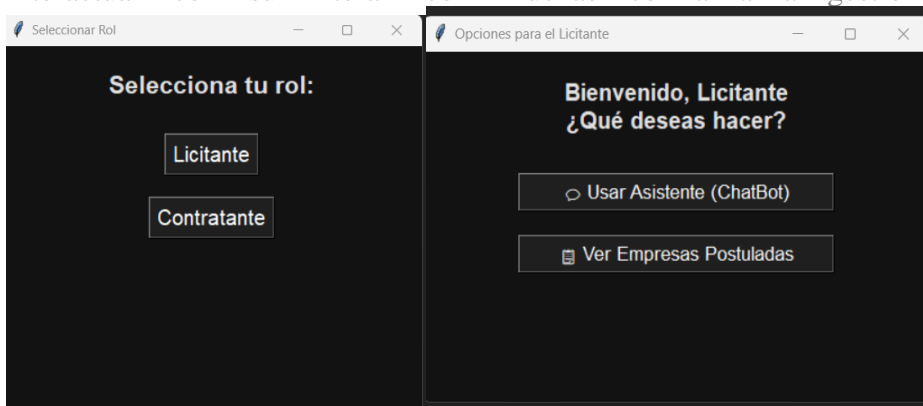 Seleccionar Rol
Selecciona tu rol:
Licitante
Contratante
Opciones para el Licitante
Bienvenido, Licitante
¿Qué deseas hacer?
Usar Asistente (ChatBot)
Ver Empresas Postuladas